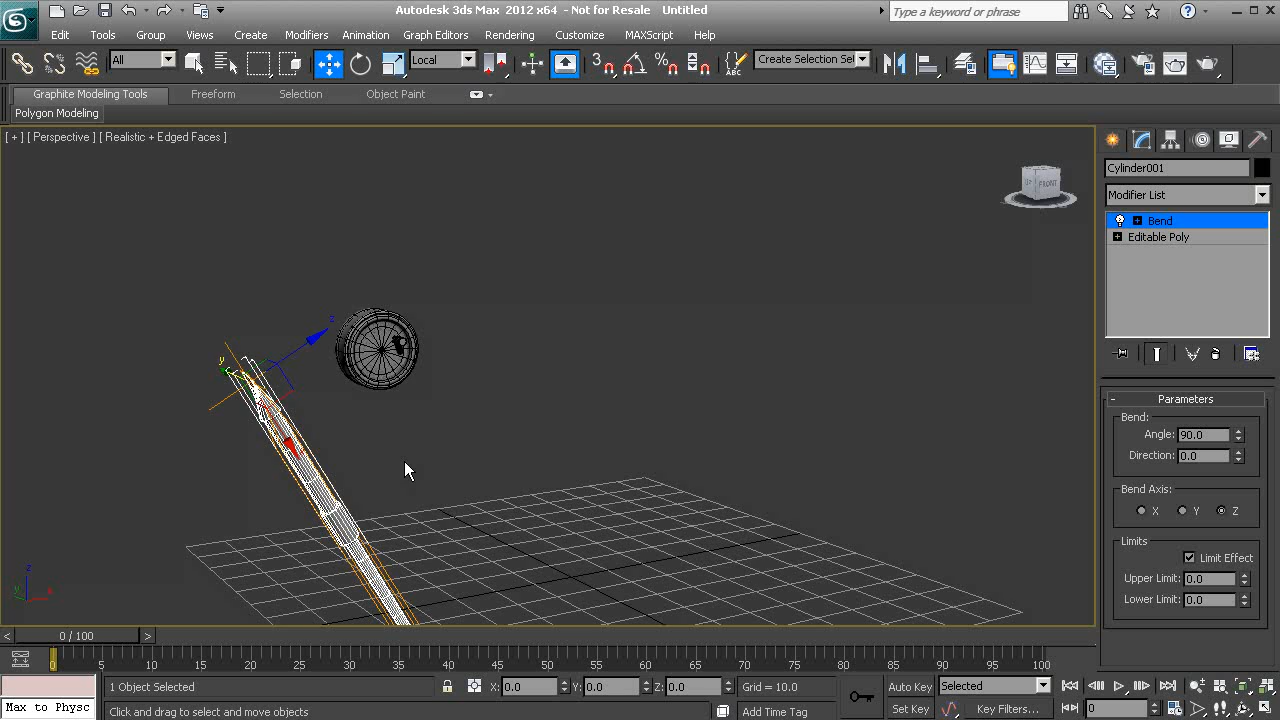 Autodesk 3ds Max 2012 x64 - Not for Resale Untitled
Type a keyword or phrase
Edit Tools Group Views Create Modifiers Animation Graph Editors Rendering Customize MAXScript Help
All Local 3 Create Selection Sel
Graphite Modeling Tools Freeform Selection Object Paint
Polygon Modeling
[ + ] [ Perspective ] [ Realistic + Edged Faces ]
Cylinder001
UP FRONT
Modifier List
Bend
Editable Poly
z
y
Parameters
Bend:
Angle: 90.0
Direction: 0.0
Bend Axis:
X Y Z
Limits
Limit Effect
Upper Limit: 0.0
Lower Limit: 0.0
z
y x
< 0 / 100 >
0 5 10 15 20 25 30 35 40 45 50 55 60 65 70 75 80 85 90 95 100
1 Object Selected X: 0.0 Y: 0.0 Z: 0.0 Grid = 10.0 Auto Key Selected
Max to Physc Click and drag to select and move objects Add Time Tag Set Key Key Filters... 0